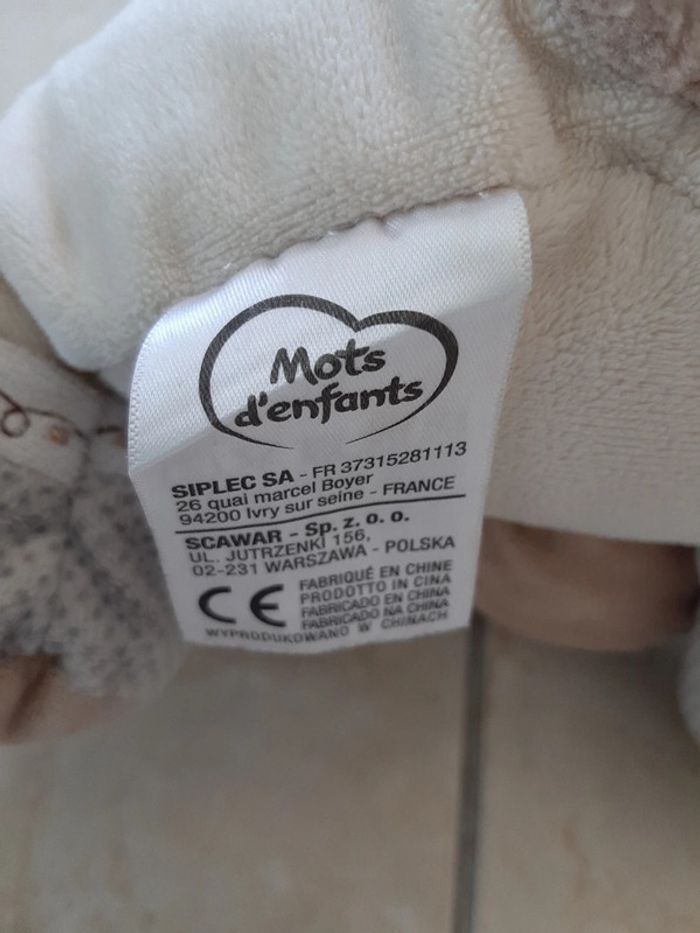 Mots
d'enfants
SIPLEC SA - FR 37315281113
26 quai marcel Boyer
94200 Ivry sur seine - FRANCE
SCAWAR - Sp. z. o. o.
UL. JUTRZENKI 156,
02-231 WARSZAWA - POLSKA
CE
FABRIQUÉ EN CHINE
PRODOTTO IN CINA
FABRICADO EN CHINA
FABRICADO NA CHINA
WYPRODUKOWANO W CHINACH